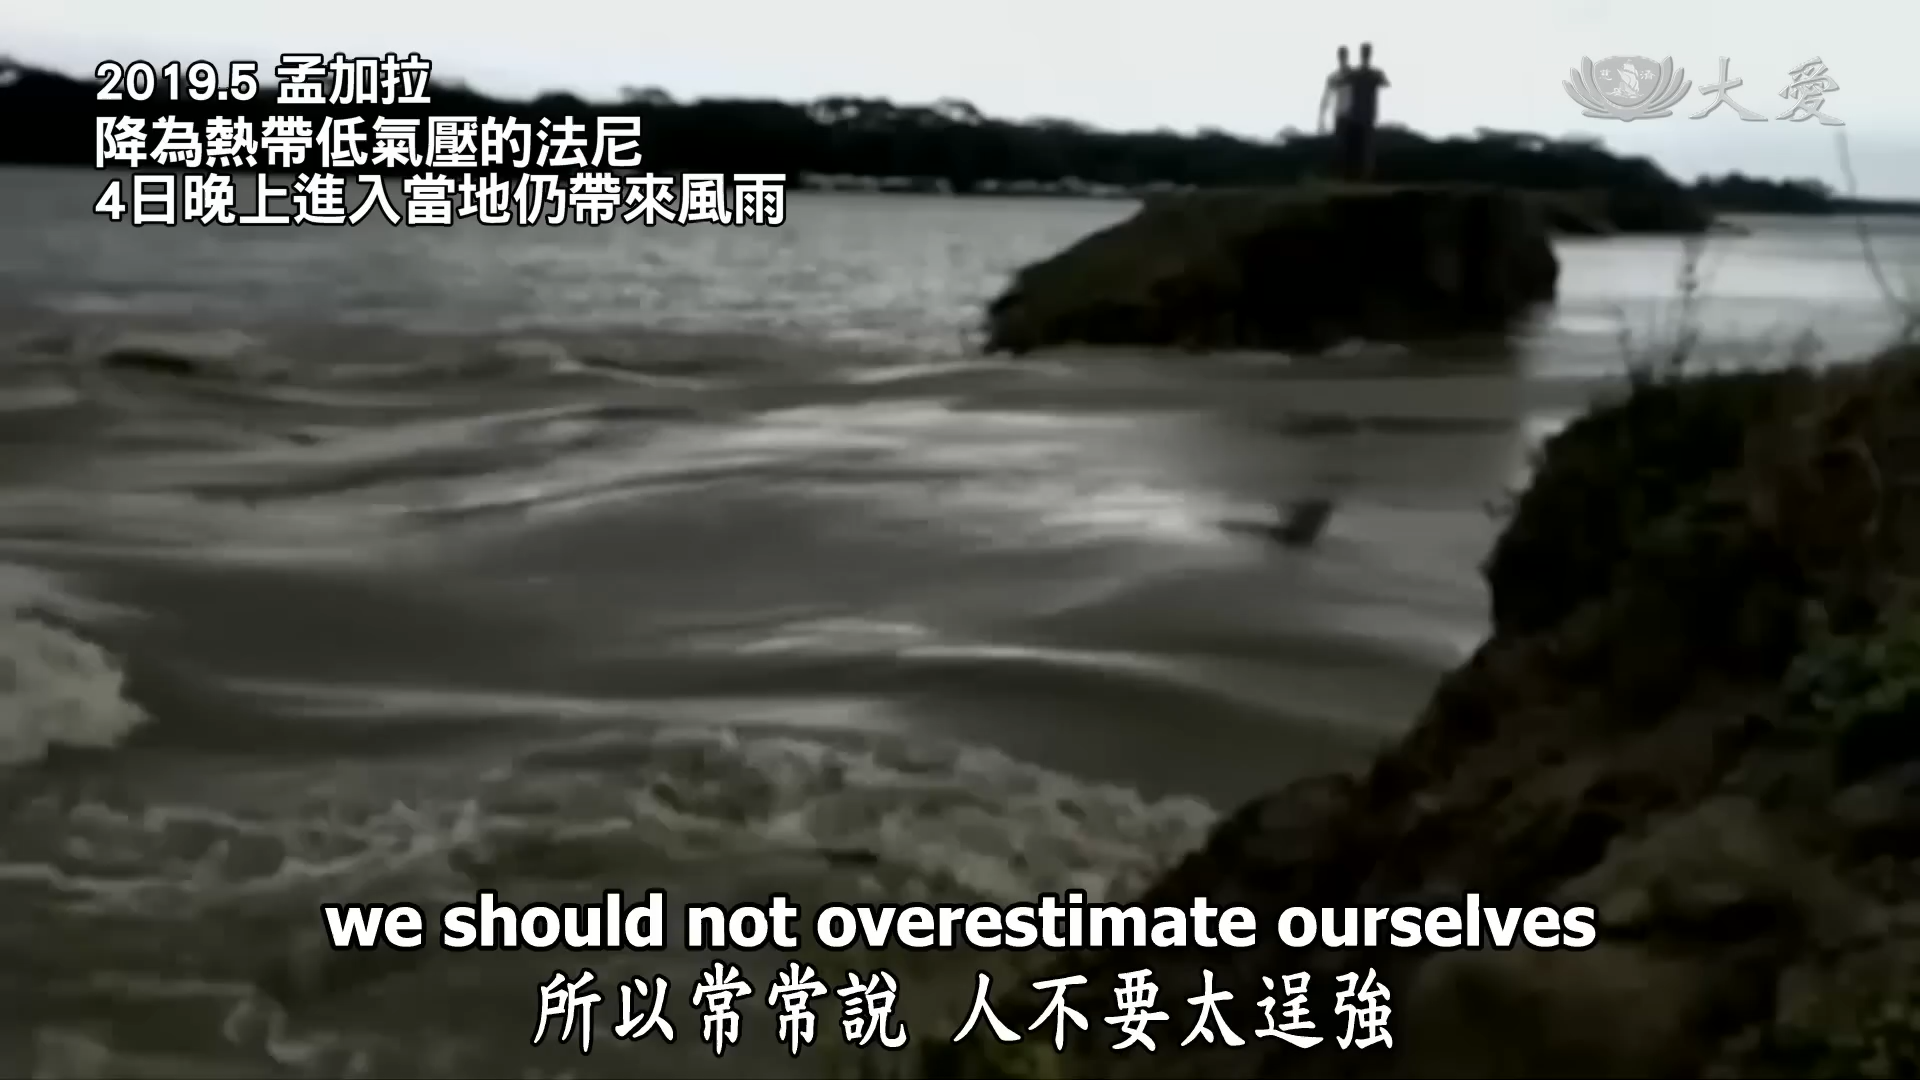 2019.5 孟加拉
降為熱帶低氣壓的法尼
4日晚上進入當地仍帶來風雨
大愛
we should not overestimate ourselves
所以常常說 人不要太逞強